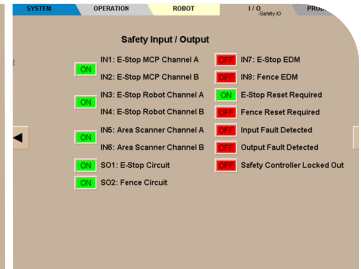 SYSTEM OPERATION ROBOT I / O
-Safety IO
Safety Input / Output
IN1: E-Stop MCP Channel A
ON
IN2: E-Stop MCP Channel B
IN3: E-Stop Robot Channel A
ON
IN4: E-Stop Robot Channel B
IN5: Area Scanner Channel A
ON
IN6: Area Scanner Channel B
ON SO1: E-Stop Circuit
ON SO2: Fence Circuit
OFF IN7: E-Stop EDM
OFF IN8: Fence EDM
ON E-Stop Reset Required
OFF Fence Reset Required
OFF Input Fault Detected
OFF Output Fault Detected
OFF Safety Controller Locked Out